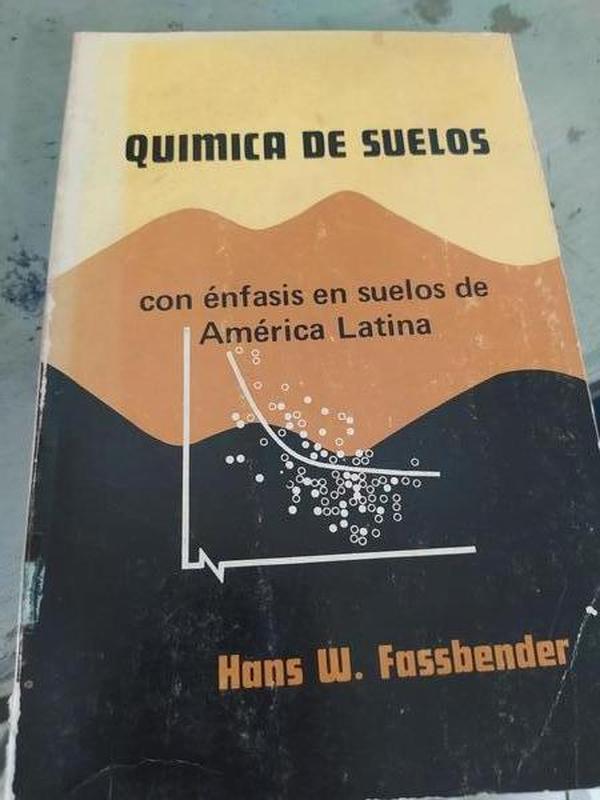 QUIMICA DE SUELOS
con énfasis en suelos de
América Latina
Hans W. Fassbender